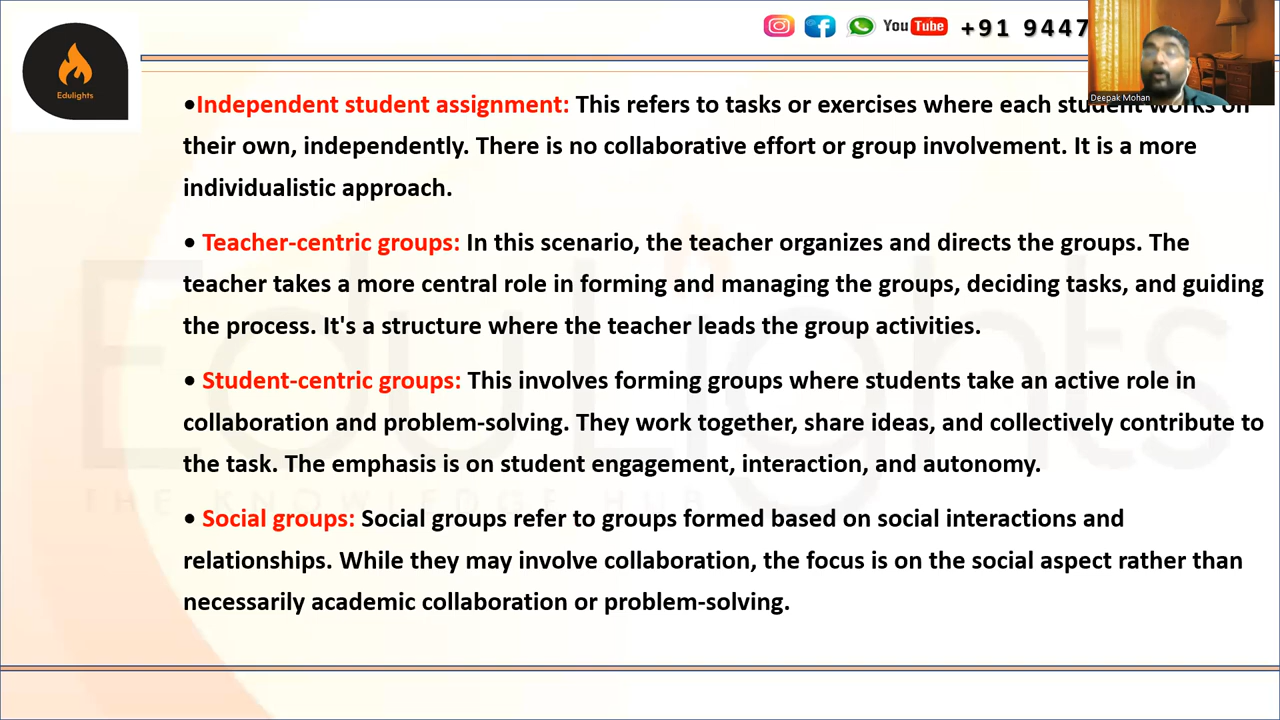 You Tube +91 9447
Edulights
Deepak Mohan
•Independent student assignment: This refers to tasks or exercises where each student works on
their own, independently. There is no collaborative effort or group involvement. It is a more
individualistic approach.
• Teacher-centric groups: In this scenario, the teacher organizes and directs the groups. The
teacher takes a more central role in forming and managing the groups, deciding tasks, and guiding
the process. It's a structure where the teacher leads the group activities.
• Student-centric groups: This involves forming groups where students take an active role in
collaboration and problem-solving. They work together, share ideas, and collectively contribute to
the task. The emphasis is on student engagement, interaction, and autonomy.
• Social groups: Social groups refer to groups formed based on social interactions and
relationships. While they may involve collaboration, the focus is on the social aspect rather than
necessarily academic collaboration or problem-solving.
EduLights
THE KNOWLEDGE HUB